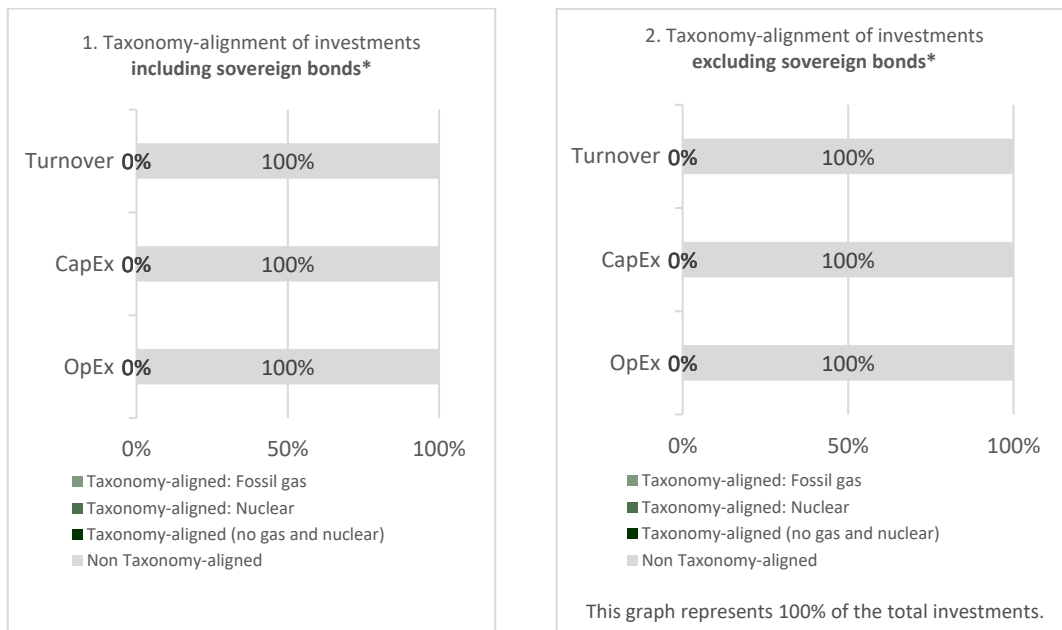 1. Taxonomy-alignment of investments
including sovereign bonds*
Turnover 0% 100%
CapEx 0% 100%
OpEx 0% 100%
0% 50% 100%
Taxonomy-aligned: Fossil gas
Taxonomy-aligned: Nuclear
Taxonomy-aligned (no gas and nuclear)
Non Taxonomy-aligned
2. Taxonomy-alignment of investments
excluding sovereign bonds*
Turnover 0% 100%
CapEx 0% 100%
OpEx 0% 100%
0% 50% 100%
Taxonomy-aligned: Fossil gas
Taxonomy-aligned: Nuclear
Taxonomy-aligned (no gas and nuclear)
Non Taxonomy-aligned
This graph represents 100% of the total investments.